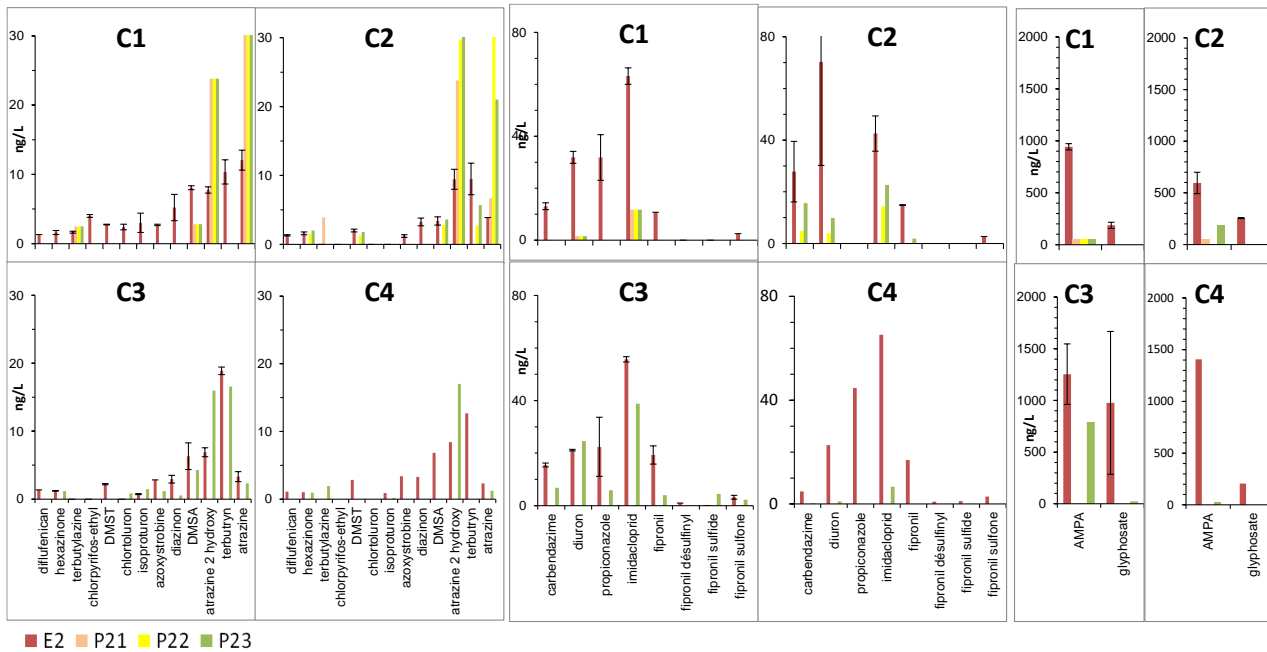 C1
C2
C1
C2
C1
C2
30
20
10
0
ng/L
30
20
10
0
80
40
0
ng/L
80
40
0
2000
1500
1000
500
0
ng/L
2000
1500
1000
500
0
C3
C4
C3
C4
C3
C4
30
20
10
0
ng/L
30
20
10
0
80
40
0
ng/L
80
40
0
2000
1500
1000
500
0
ng/L
2000
1500
1000
500
0
difilufenican
hexazinone
terbutylazine
chlorpyrifos-ethyl
DMST
chlortoluron
isoproturon
azoxystrobine
diazinon
DMSA
atrazine 2 hydroxy
terbutryn
atrazine
diflufenican
hexazinone
terbutylazine
chlorpyrifos-ethyl
DMST
chlortoluron
isoproturon
azoxystrobine
diazinon
DMSA
atrazine 2 hydroxy
terbutryn
atrazine
carbendazime
diuron
propiconazole
imidacloprid
fipronil
fipronil désulfinyl
fipronil sulfide
fipronil sulfone
carbendazime
diuron
propiconazole
imidacloprid
fipronil
fipronil désulfinyl
fipronil sulfide
fipronil sulfone
AMPA
glyphosate
AMPA
glyphosate
E2 P21 P22 P23